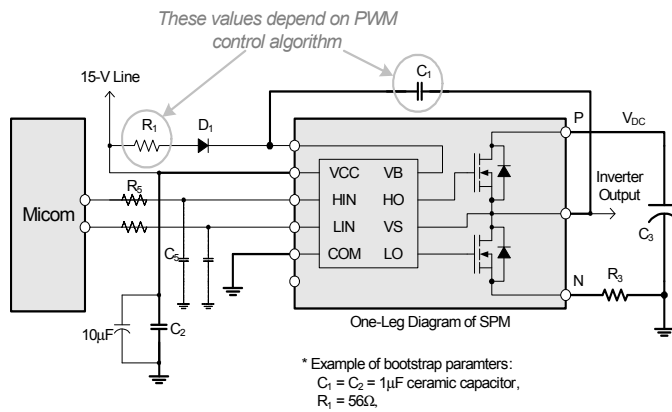 These values depend on PWM
control algorithm
15-V Line
C1
R1
D1
P
VDC
VCC
VB
R5
HIN
HO
Inverter
Output
Micom
LIN
VS
C5
COM
LO
C3
N
R3
10μF
C2
One-Leg Diagram of SPM
* Example of bootstrap paramters:
C1 = C2 = 1μF ceramic capacitor,
R1 = 56Ω,